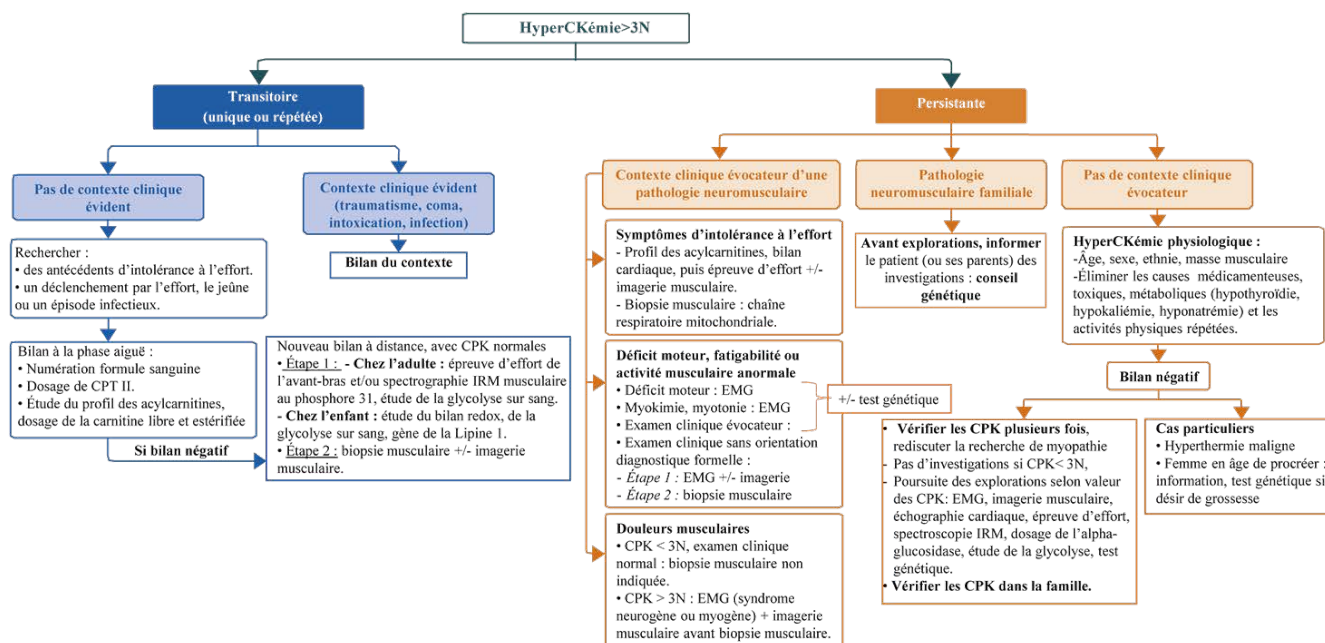 HyperCKémie>3N
Transitoire
(unique ou répétée)
Pas de contexte clinique
évident
Rechercher :
• des antécédents d'intolérance à l'effort.
• un déclenchement par l'effort, le jeûne
ou un épisode infectieux.
Bilan à la phase aiguë :
• Numération formule sanguine
• Dosage de CPT II.
• Étude du profil des acylcarnitines,
dosage de la carnitine libre et estérifiée
Si bilan négatif
Contexte clinique évident
(traumatisme, coma,
intoxication, infection)
Bilan du contexte
Nouveau bilan à distance, avec CPK normales
• Étape 1 : - Chez l'adulte : épreuve d'effort de
l'avant-bras et/ou spectrographie IRM musculaire
au phosphore 31, étude de la glycolyse sur sang.
- Chez l'enfant : étude du bilan redox, de la
glycolyse sur sang, gène de la Lipine 1.
• Étape 2 : biopsie musculaire +/- imagerie
musculaire.
Persistante
Contexte clinique évocateur d'une
pathologie neuromusculaire
Symptômes d'intolérance à l'effort
- Profil des acylcarnitines, bilan
cardiaque, puis épreuve d'effort +/-
imagerie musculaire.
- Biopsie musculaire : chaîne
respiratoire mitochondriale.
Déficit moteur, fatigabilité ou
activité musculaire anormale
• Déficit moteur : EMG
• Myokimie, myotonie : EMG
• Examen clinique évocateur :
• Examen clinique sans orientation
diagnostique formelle :
- Étape 1 : EMG +/- imagerie
- Étape 2 : biopsie musculaire
+/- test génétique
Douleurs musculaires
• CPK < 3N, examen clinique
normal : biopsie musculaire non
indiquée.
• CPK > 3N : EMG (syndrome
neurogène ou myogène) + imagerie
musculaire avant biopsie musculaire.
Pathologie
neuromusculaire familiale
Avant explorations, informer
le patient (ou ses parents) des
investigations : conseil
génétique
Pas de contexte clinique
évocateur
HyperCKémie physiologique :
-Âge, sexe, ethnie, masse musculaire
-Éliminer les causes médicamenteuses,
toxiques, métaboliques (hypothyroïdie,
hypokaliémie, hyponatrémie) et les
activités physiques répétées.
Bilan négatif
• Vérifier les CPK plusieurs fois,
rediscuter la recherche de myopathie
- Pas d'investigations si CPK< 3N,
- Poursuite des explorations selon valeur
des CPK: EMG, imagerie musculaire,
échographie cardiaque, épreuve d'effort,
spectroscopie IRM, dosage de l'alpha-
glucosidase, étude de la glycolyse, test
génétique.
• Vérifier les CPK dans la famille.
Cas particuliers
• Hyperthermie maligne
• Femme en âge de procréer :
information, test génétique si
désir de grossesse